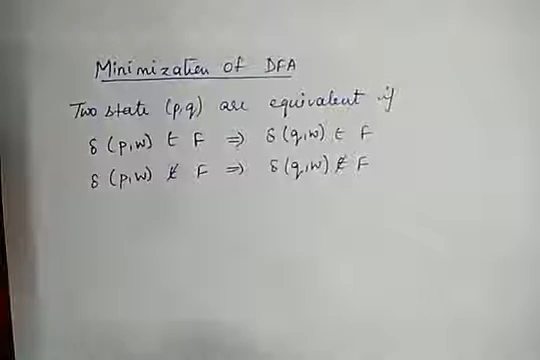 Minimization of DFA
Two state (p,q) are equivalent if
δ (p,w) ∈ F ⇒ δ (q,w) ∈ F
δ (p,w) ∉ F ⇒ δ (q,w) ∉ F